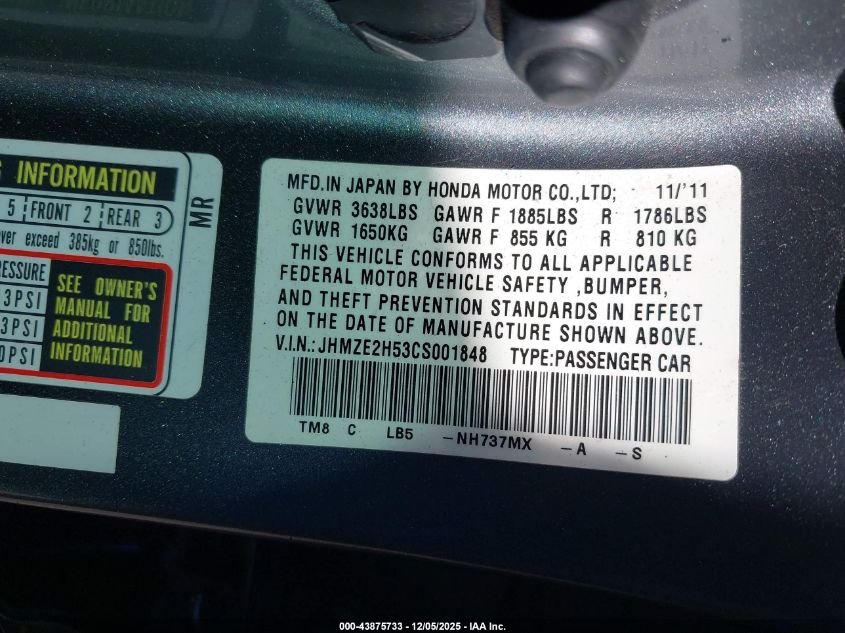 INFORMATION
5 FRONT 2 REAR 3
exceed 385kg or 850lbs.
SEE OWNER'S
MANUAL FOR
ADDITIONAL
INFORMATION
3PSI
3PSI
0PSI
MR
MFD.IN JAPAN BY HONDA MOTOR CO.,LTD; 11/'11
GVWR 3638LBS GAWR F 1885LBS R 1786LBS
GVWR 1650KG GAWR F 855 KG R 810 KG
THIS VEHICLE CONFORMS TO ALL APPLICABLE
FEDERAL MOTOR VEHICLE SAFETY ,BUMPER,
AND THEFT PREVENTION STANDARDS IN EFFECT
ON THE DATE OF MANUFACTURE SHOWN ABOVE.
V.I.N.:JHMZE2H53CS001848 TYPE:PASSENGER CAR
TM8 C LB5 -NH737MX -A -S
000-43875733 - 12/05/2025 - IAA Inc.